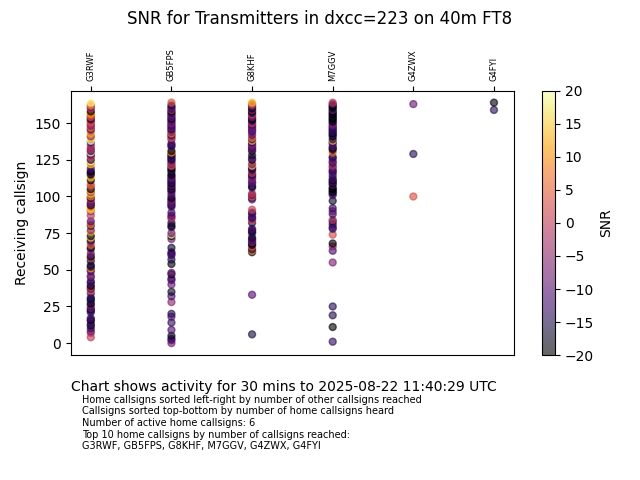 SNR for Transmitters in dxcc=223 on 40m FT8
G3RWF GB5FPS G8KHF M7GGV G4ZWX G4FYI
150
125
100
75
50
25
0
Receiving callsign
20
15
10
5
0
−5
−10
−15
−20
SNR
Chart shows activity for 30 mins to 2025-08-22 11:40:29 UTC
Home callsigns sorted left-right by number of other callsigns reached
Callsigns sorted top-bottom by number of home callsigns heard
Number of active home callsigns: 6
Top 10 home callsigns by number of callsigns reached:
G3RWF, GB5FPS, G8KHF, M7GGV, G4ZWX, G4FYI